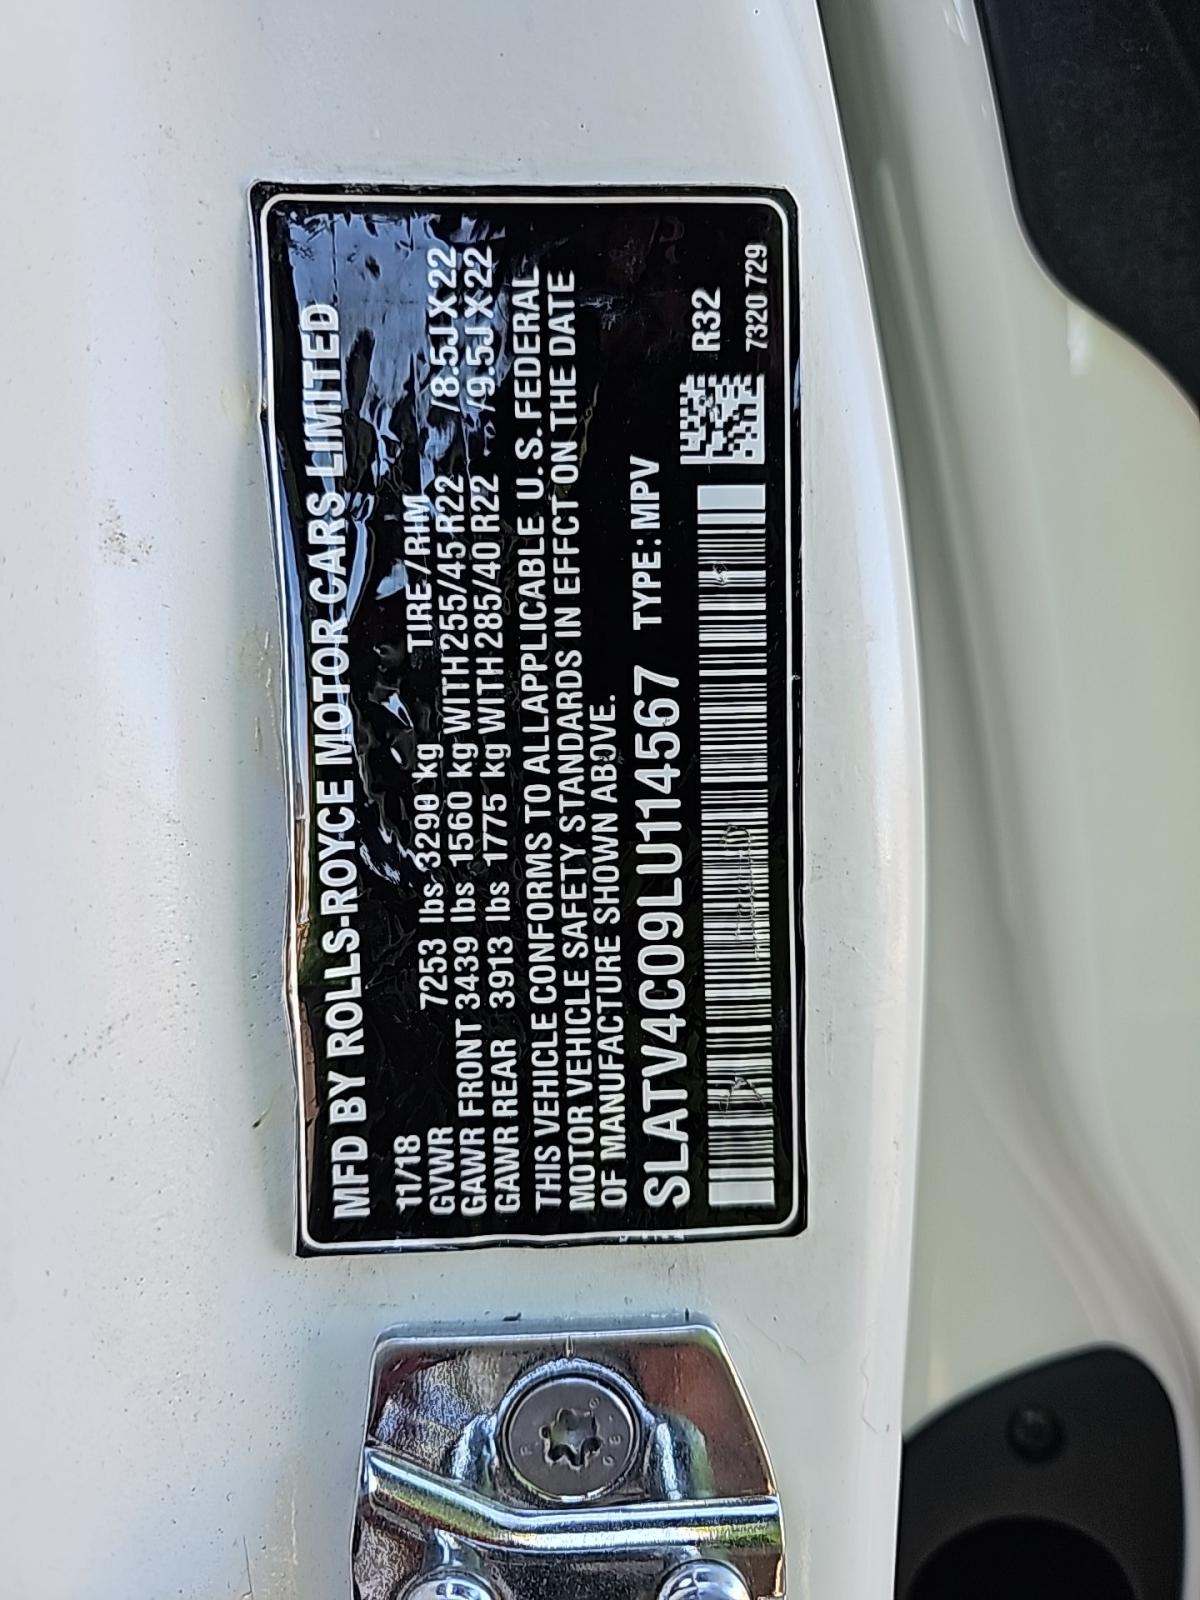 MFD BY ROLLS-ROYCE MOTOR CARS LIMITED
11/18 TIRE/RIM
GVWR 7253 lbs 3290 kg
GAWR FRONT 3439 lbs 1560 kg WITH 255/45 R22 /8.5J X 22
GAWR REAR 3913 lbs 1775 kg WITH 285/40 R22 /9.5J X 22
THIS VEHICLE CONFORMS TO ALL APPLICABLE U.S. FEDERAL
MOTOR VEHICLE SAFETY STANDARDS IN EFFCT ON THE DATE
OF MANUFACTURE SHOWN ABOVE.
SLATV4C09LU114567 TYPE: MPV
R32
7320 729